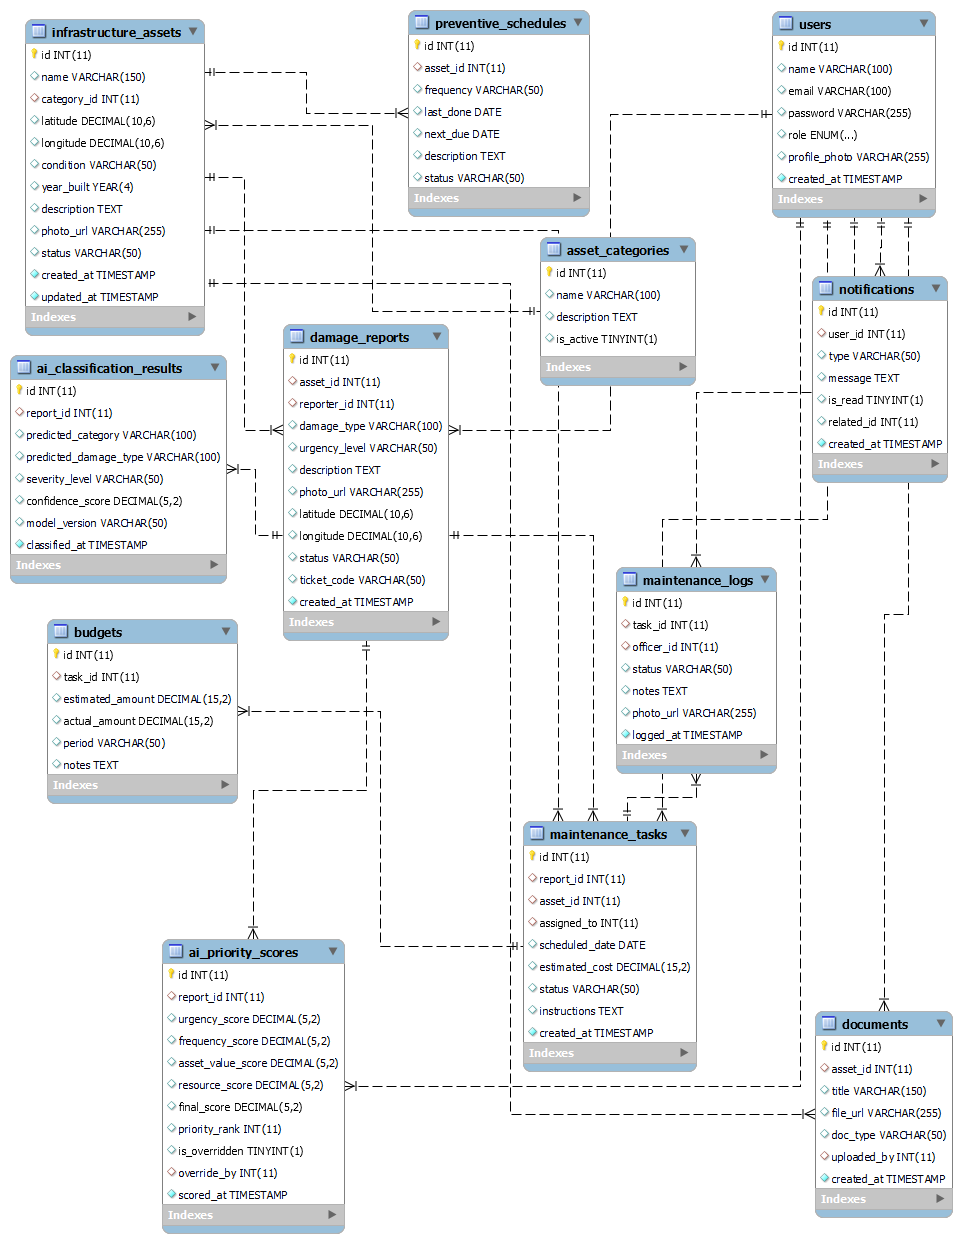 infrastructure_assets
id INT(11)
name VARCHAR(150)
category_id INT(11)
latitude DECIMAL(10,6)
longitude DECIMAL(10,6)
condition VARCHAR(50)
year_built YEAR(4)
description TEXT
photo_url VARCHAR(255)
status VARCHAR(50)
created_at TIMESTAMP
updated_at TIMESTAMP
Indexes
preventive_schedules
id INT(11)
asset_id INT(11)
frequency VARCHAR(50)
last_done DATE
next_due DATE
description TEXT
status VARCHAR(50)
Indexes
users
id INT(11)
name VARCHAR(100)
email VARCHAR(100)
password VARCHAR(255)
role ENUM(...)
profile_photo VARCHAR(255)
created_at TIMESTAMP
Indexes
asset_categories
id INT(11)
name VARCHAR(100)
description TEXT
is_active TINYINT(1)
Indexes
notifications
id INT(11)
user_id INT(11)
type VARCHAR(50)
message TEXT
is_read TINYINT(1)
related_id INT(11)
created_at TIMESTAMP
Indexes
damage_reports
id INT(11)
asset_id INT(11)
reporter_id INT(11)
damage_type VARCHAR(100)
urgency_level VARCHAR(50)
description TEXT
photo_url VARCHAR(255)
latitude DECIMAL(10,6)
longitude DECIMAL(10,6)
status VARCHAR(50)
ticket_code VARCHAR(50)
created_at TIMESTAMP
Indexes
ai_classification_results
id INT(11)
report_id INT(11)
predicted_category VARCHAR(100)
predicted_damage_type VARCHAR(100)
severity_level VARCHAR(50)
confidence_score DECIMAL(5,2)
model_version VARCHAR(50)
classified_at TIMESTAMP
Indexes
maintenance_logs
id INT(11)
task_id INT(11)
officer_id INT(11)
status VARCHAR(50)
notes TEXT
photo_url VARCHAR(255)
logged_at TIMESTAMP
Indexes
budgets
id INT(11)
task_id INT(11)
estimated_amount DECIMAL(15,2)
actual_amount DECIMAL(15,2)
period VARCHAR(50)
notes TEXT
Indexes
maintenance_tasks
id INT(11)
report_id INT(11)
asset_id INT(11)
assigned_to INT(11)
scheduled_date DATE
estimated_cost DECIMAL(15,2)
status VARCHAR(50)
instructions TEXT
created_at TIMESTAMP
Indexes
ai_priority_scores
id INT(11)
report_id INT(11)
urgency_score DECIMAL(5,2)
frequency_score DECIMAL(5,2)
asset_value_score DECIMAL(5,2)
resource_score DECIMAL(5,2)
final_score DECIMAL(5,2)
priority_rank INT(11)
is_overridden TINYINT(1)
override_by INT(11)
scored_at TIMESTAMP
Indexes
documents
id INT(11)
asset_id INT(11)
title VARCHAR(150)
file_url VARCHAR(255)
doc_type VARCHAR(50)
uploaded_by INT(11)
created_at TIMESTAMP
Indexes